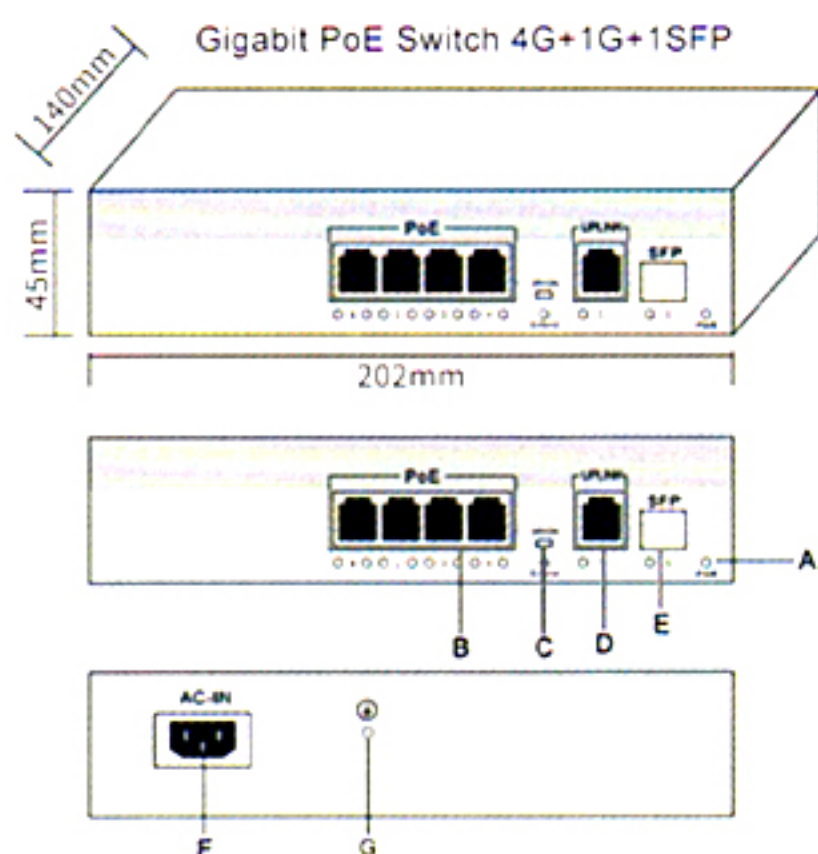 Gigabit PoE Switch 4G+1G+1SFP
140mm
45mm
PoE
UPLINK
SFP
202mm
PoE
UPLINK
SFP
A
B
C
D
E
AC-IN
F
G